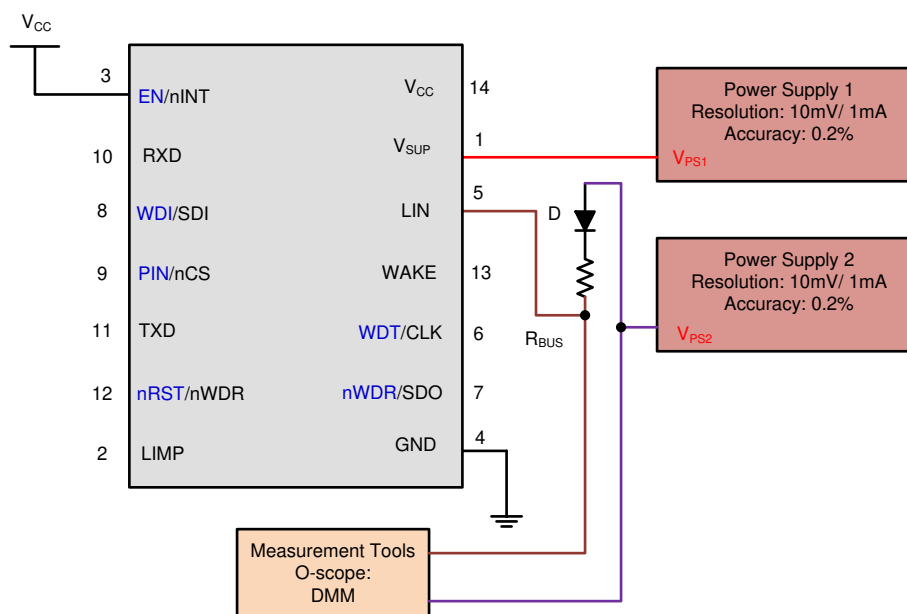 VCC
3
EN/nINT
VCC
14
Power Supply 1
Resolution: 10mV/ 1mA
Accuracy: 0.2%
VPS1
10
RXD
VSUP
1
8
WDI/SDI
LIN
5
D
9
PIN/nCS
WAKE
13
Power Supply 2
Resolution: 10mV/ 1mA
Accuracy: 0.2%
VPS2
11
TXD
WDT/CLK
6
RBUS
12
nRST/nWDR
nWDR/SDO
7
2
LIMP
GND
4
Measurement Tools
O-scope:
DMM